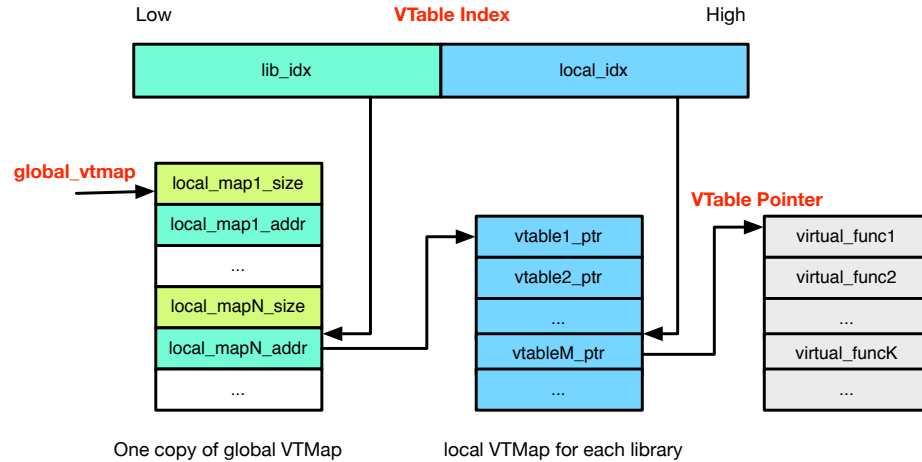 Low
VTable Index
High
lib_idx
local_idx
global_vtmap
local_map1_size
local_map1_addr
...
local_mapN_size
local_mapN_addr
...
vtable1_ptr
vtable2_ptr
...
vtableM_ptr
...
VTable Pointer
virtual_func1
virtual_func2
...
virtual_funcK
...
One copy of global VTMap
local VTMap for each library